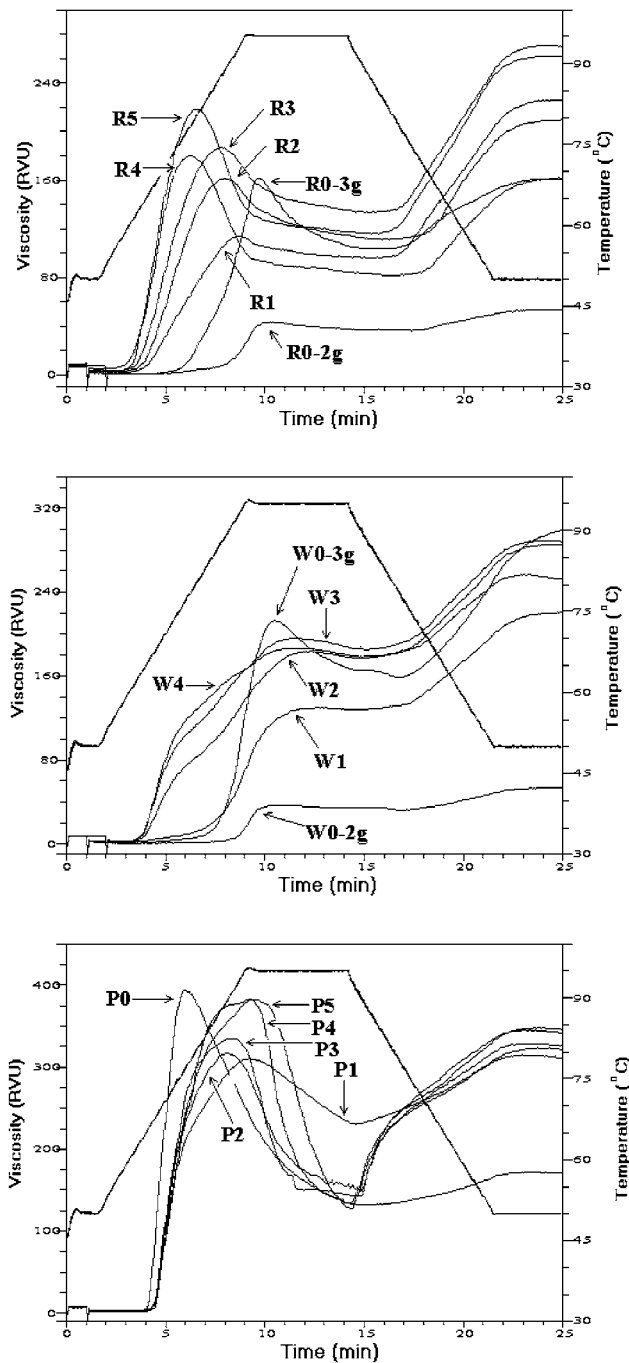 240
160
80
0
Viscosity (RVU)
R5
R4
R3
R2
R0-3g
R1
R0-2g
90
75
60
45
30
Temperature (°C)
0
5
10
15
20
25
Time (min)
320
240
160
80
0
Viscosity (RVU)
W0-3g
W3
W4
W2
W1
W0-2g
90
75
60
45
30
Temperature (°C)
0
5
10
15
20
25
Time (min)
400
300
200
100
0
Viscosity (RVU)
P0
P5
P4
P3
P1
P2
90
75
60
45
30
Temperature (°C)
0
5
10
15
20
25
Time (min)